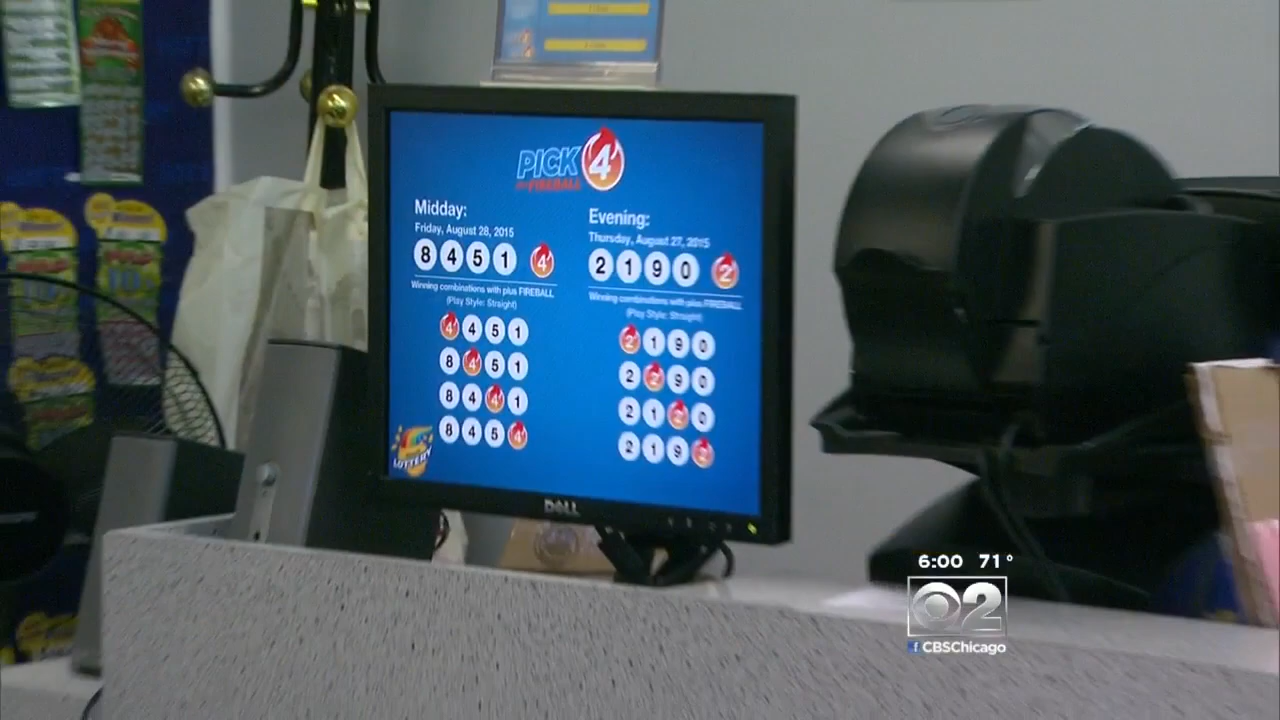 PICK 4
plus FIREBALL
Midday:
Friday, August 28, 2015
8 4 5 1 4
Winning combinations with plus FIREBALL
(Play Style: Straight)
4 4 5 1
8 4 5 1
8 4 4 1
8 4 5 4
Evening:
Thursday, August 27, 2015
2 1 9 0 2
Winning combinations with plus FIREBALL
(Play Style: Straight)
2 1 9 0
2 2 9 0
2 1 2 0
2 1 9 2
LOTTERY
DELL
6:00 71°
2
f CBSChicago